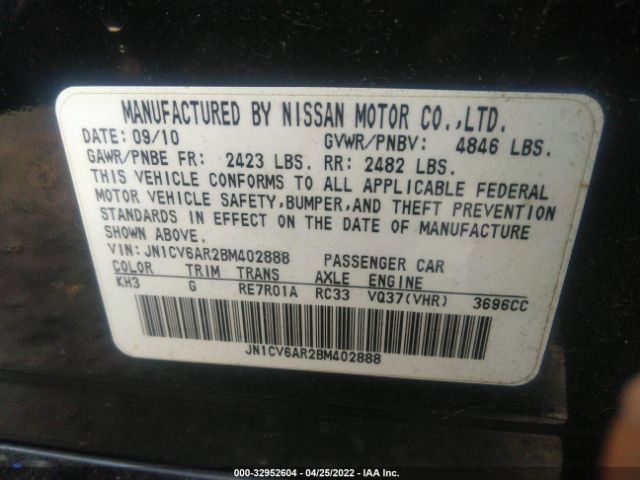 MANUFACTURED BY NISSAN MOTOR CO.,LTD.
DATE: 09/10 GVWR/PNBV: 4846 LBS.
GAWR/PNBE FR: 2423 LBS. RR: 2482 LBS.
THIS VEHICLE CONFORMS TO ALL APPLICABLE FEDERAL
MOTOR VEHICLE SAFETY,BUMPER,AND THEFT PREVENTION
STANDARDS IN EFFECT ON THE DATE OF MANUFACTURE
SHOWN ABOVE.
VIN: JN1CV6AR2BM402888 PASSENGER CAR
COLOR TRIM TRANS AXLE ENGINE
KH3 G RE7R01A RC33 VQ37(VHR) 3696CC
JN1CV6AR2BM402888
000-32952604 - 04/25/2022 - IAA Inc.